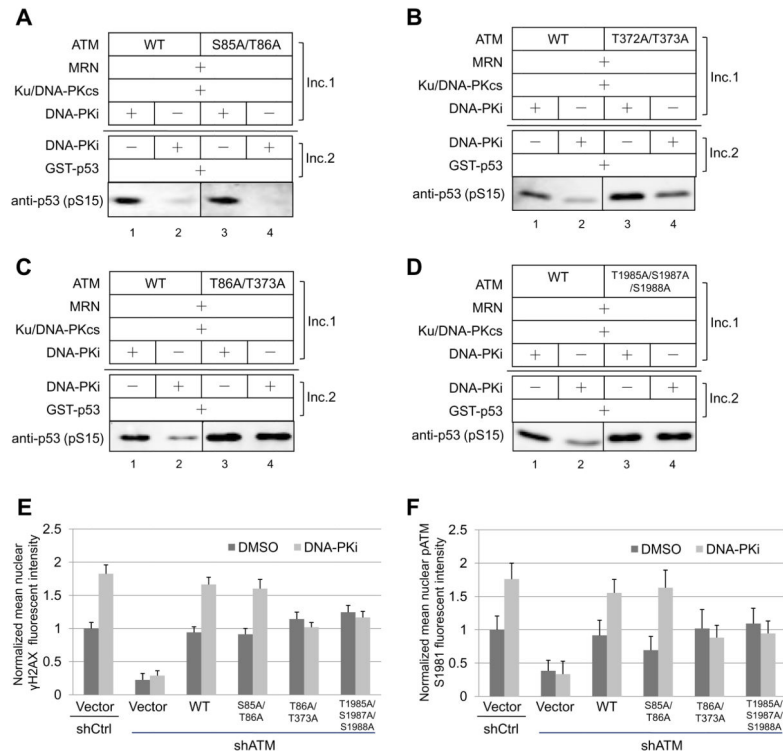 A
ATM WT S85A/T86A
MRN +
Ku/DNA-PKcs +
DNA-PKi + − + −
Inc.1
DNA-PKi − + − +
GST-p53 +
Inc.2
anti-p53 (pS15)
1 2 3 4
B
ATM WT T372A/T373A
MRN +
Ku/DNA-PKcs +
DNA-PKi + − + −
Inc.1
DNA-PKi − + − +
GST-p53 +
Inc.2
anti-p53 (pS15)
1 2 3 4
C
ATM WT T86A/T373A
MRN +
Ku/DNA-PKcs +
DNA-PKi + − + −
Inc.1
DNA-PKi − + − +
GST-p53 +
Inc.2
anti-p53 (pS15)
1 2 3 4
D
ATM WT T1985A/S1987A
/S1988A
MRN +
Ku/DNA-PKcs +
DNA-PKi + − + −
Inc.1
DNA-PKi − + − +
GST-p53 +
Inc.2
anti-p53 (pS15)
1 2 3 4
E
Normalized mean nuclear
γH2AX fluorescent intensity
2.5
2
1.5
1
0.5
0
DMSO DNA-PKi
Vector Vector WT S85A/ T86A/ T1985A/
T86A T373A S1987A/
S1988A
shCtrl shATM
F
Normalized mean nuclear pATM
S1981 fluorescent intensity
2.5
2
1.5
1
0.5
0
DMSO DNA-PKi
Vector Vector WT S85A/ T86A/ T1985A/
T86A T373A S1987A/
S1988A
shCtrl shATM